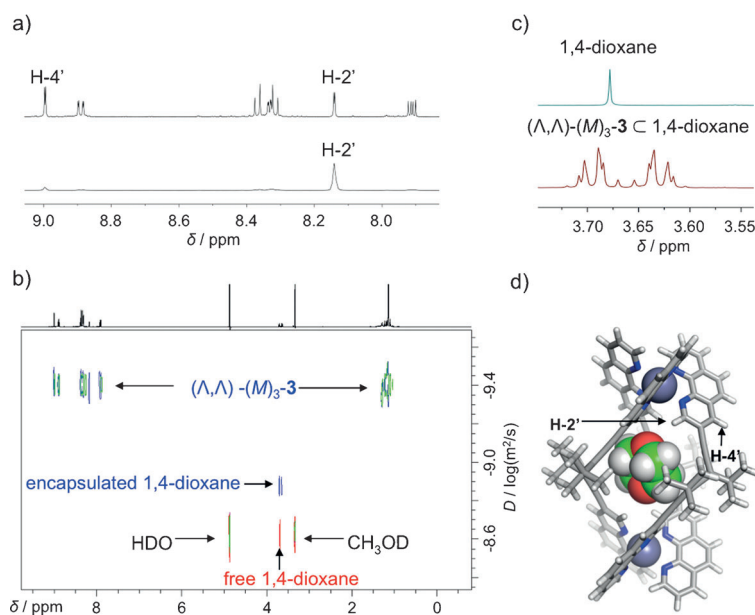 a)
H-4'
H-2'
H-2'
9.0 8.8 8.6 8.4 8.2 8.0
δ / ppm
c)
1,4-dioxane
(Λ,Λ)-(M)₃-3 ⊂ 1,4-dioxane
3.70 3.65 3.60 3.55
δ / ppm
b)
(Λ,Λ) -(M)₃-3
encapsulated 1,4-dioxane
HDO
CH₃OD
free 1,4-dioxane
-9.4
-9.0
-8.6
D / log(m²/s)
δ / ppm 8 6 4 2 0
d)
H-2'
H-4'